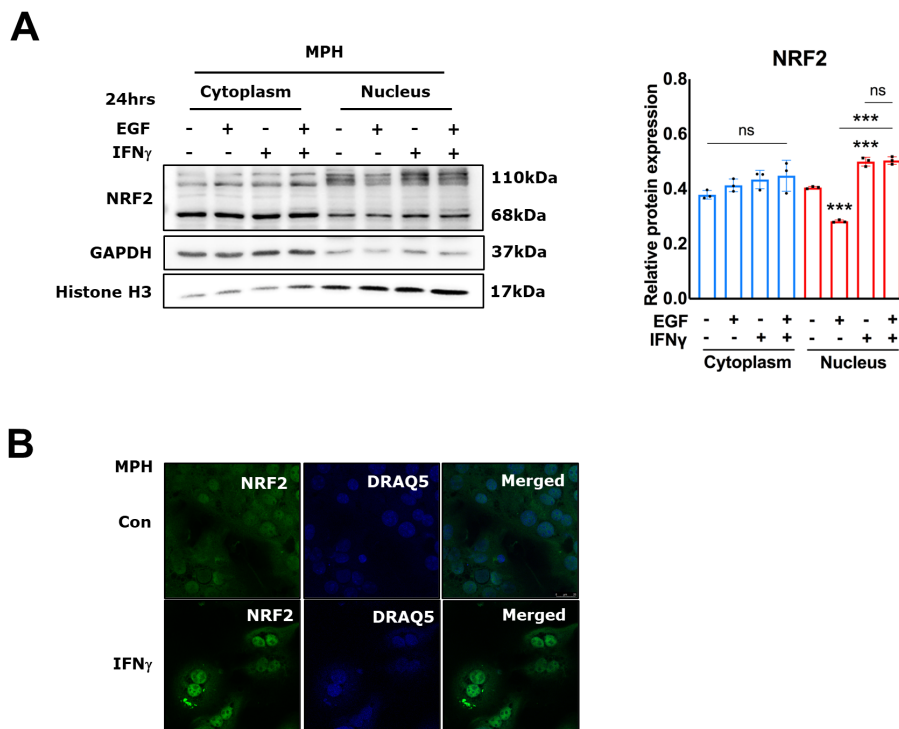 A
MPH
24hrs
Cytoplasm Nucleus
EGF - + - + - + - +
IFNγ - - + + - - + +
NRF2
110kDa
68kDa
GAPDH 37kDa
Histone H3 17kDa
NRF2
Relative protein expression
0.8
0.6
0.4
0.2
0.0
ns
***
***
ns
***
EGF - + - + - + - +
IFNγ - - + + - - + +
Cytoplasm Nucleus
B
MPH
Con
NRF2 DRAQ5 Merged
IFNγ
NRF2 DRAQ5 Merged